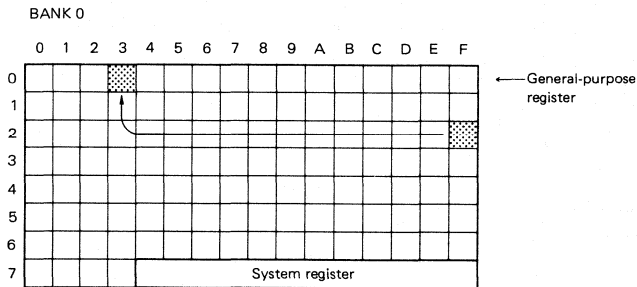 BANK 0
0 1 2 3 4 5 6 7 8 9 A B C D E F
0
General-purpose
register
1
2
3
4
5
6
7
System register